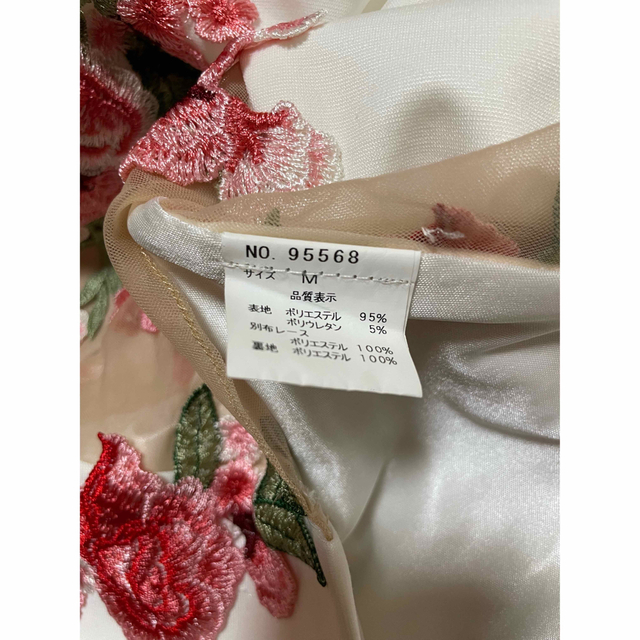 NO. 95568
サイズ M
品質表示
表地 ポリエステル 95%
ポリウレタン 5%
別布レース
ポリエステル 100%
裏地 ポリエステル 100%